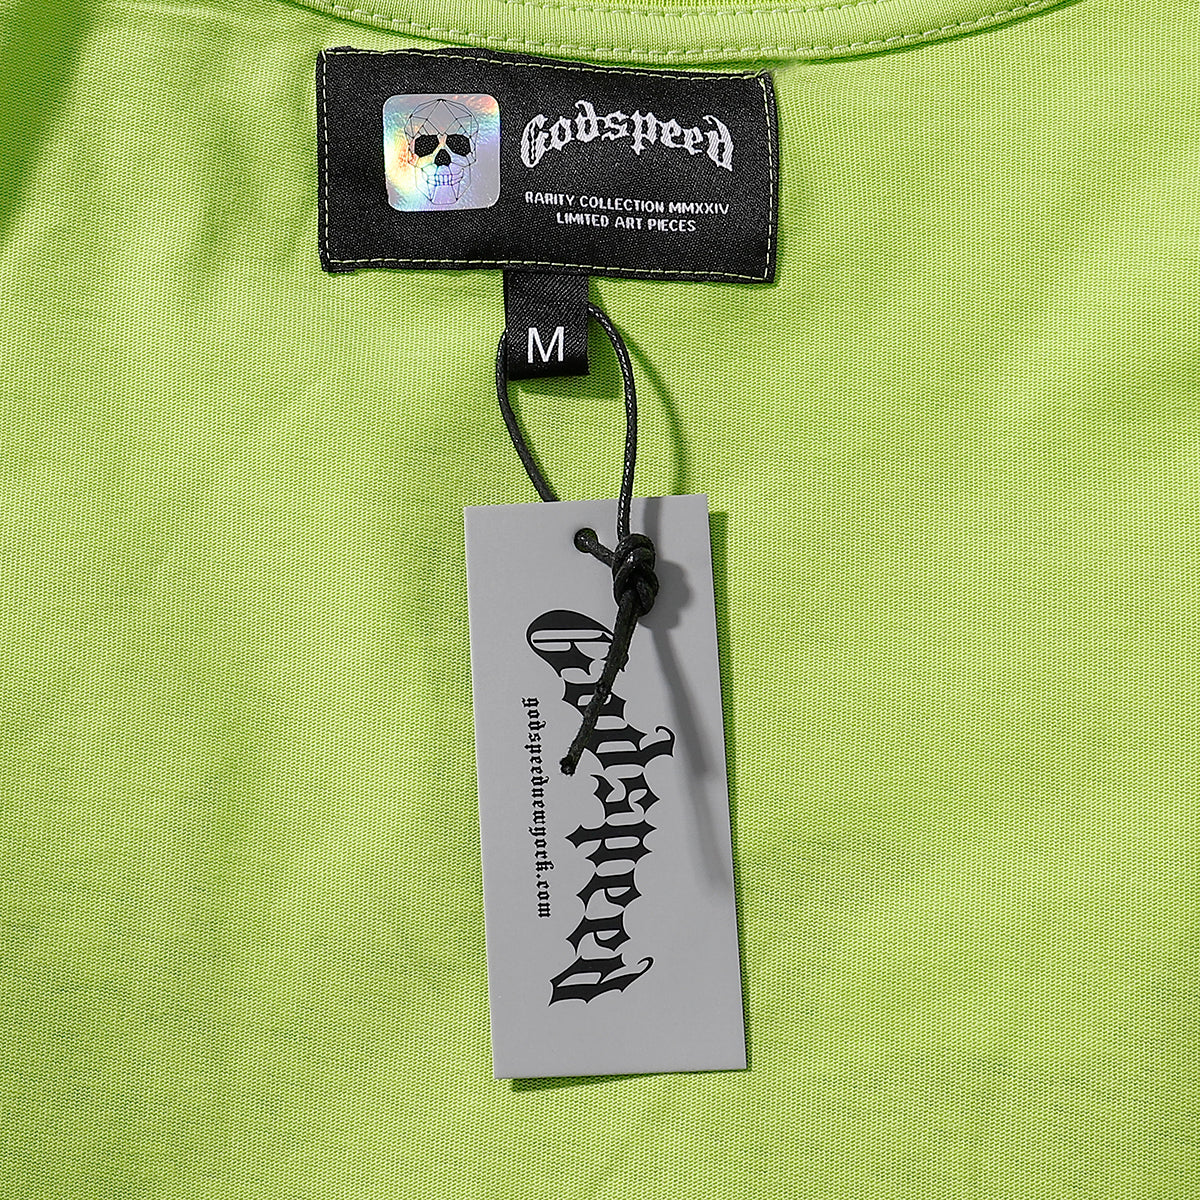 Godspeed
RARITY COLLECTION MMXXIV
LIMITED ART PIECES
M
Godspeed
godspeednewyork.com